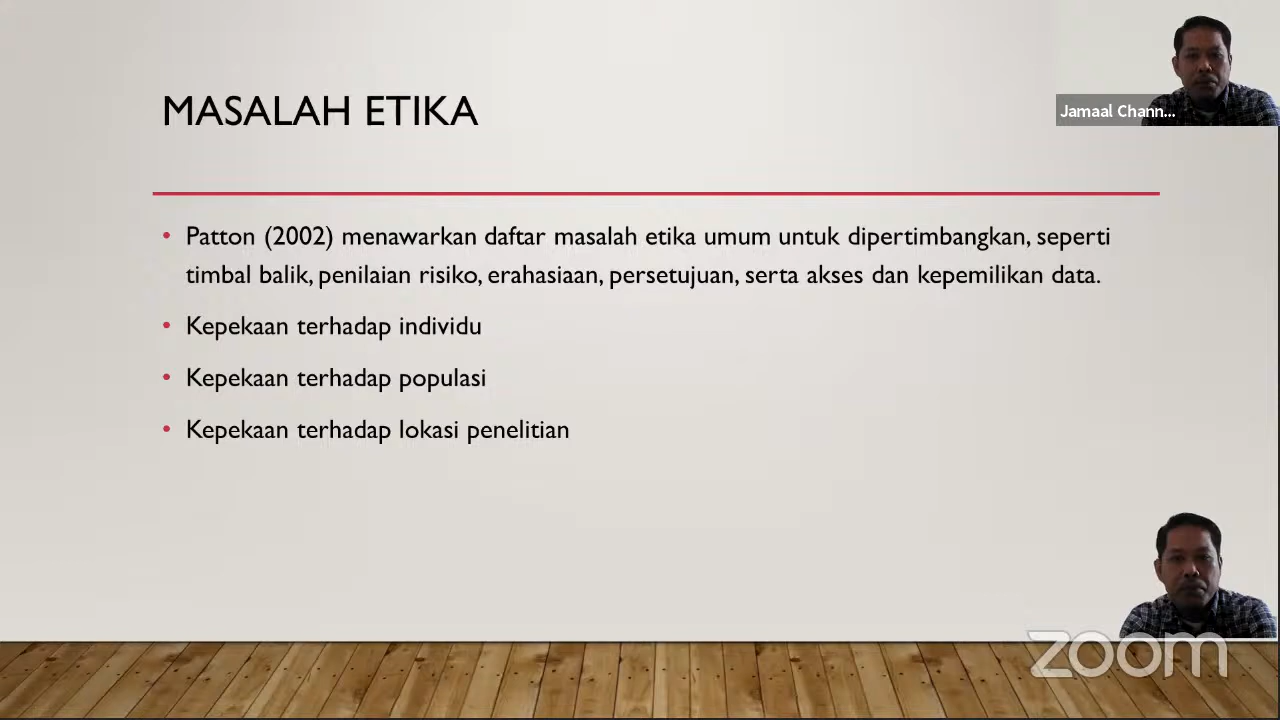 MASALAH ETIKA
Jamaal Chann...
• Patton (2002) menawarkan daftar masalah etika umum untuk dipertimbangkan, seperti
timbal balik, penilaian risiko, erahasiaan, persetujuan, serta akses dan kepemilikan data.
• Kepekaan terhadap individu
• Kepekaan terhadap populasi
• Kepekaan terhadap lokasi penelitian
zoom